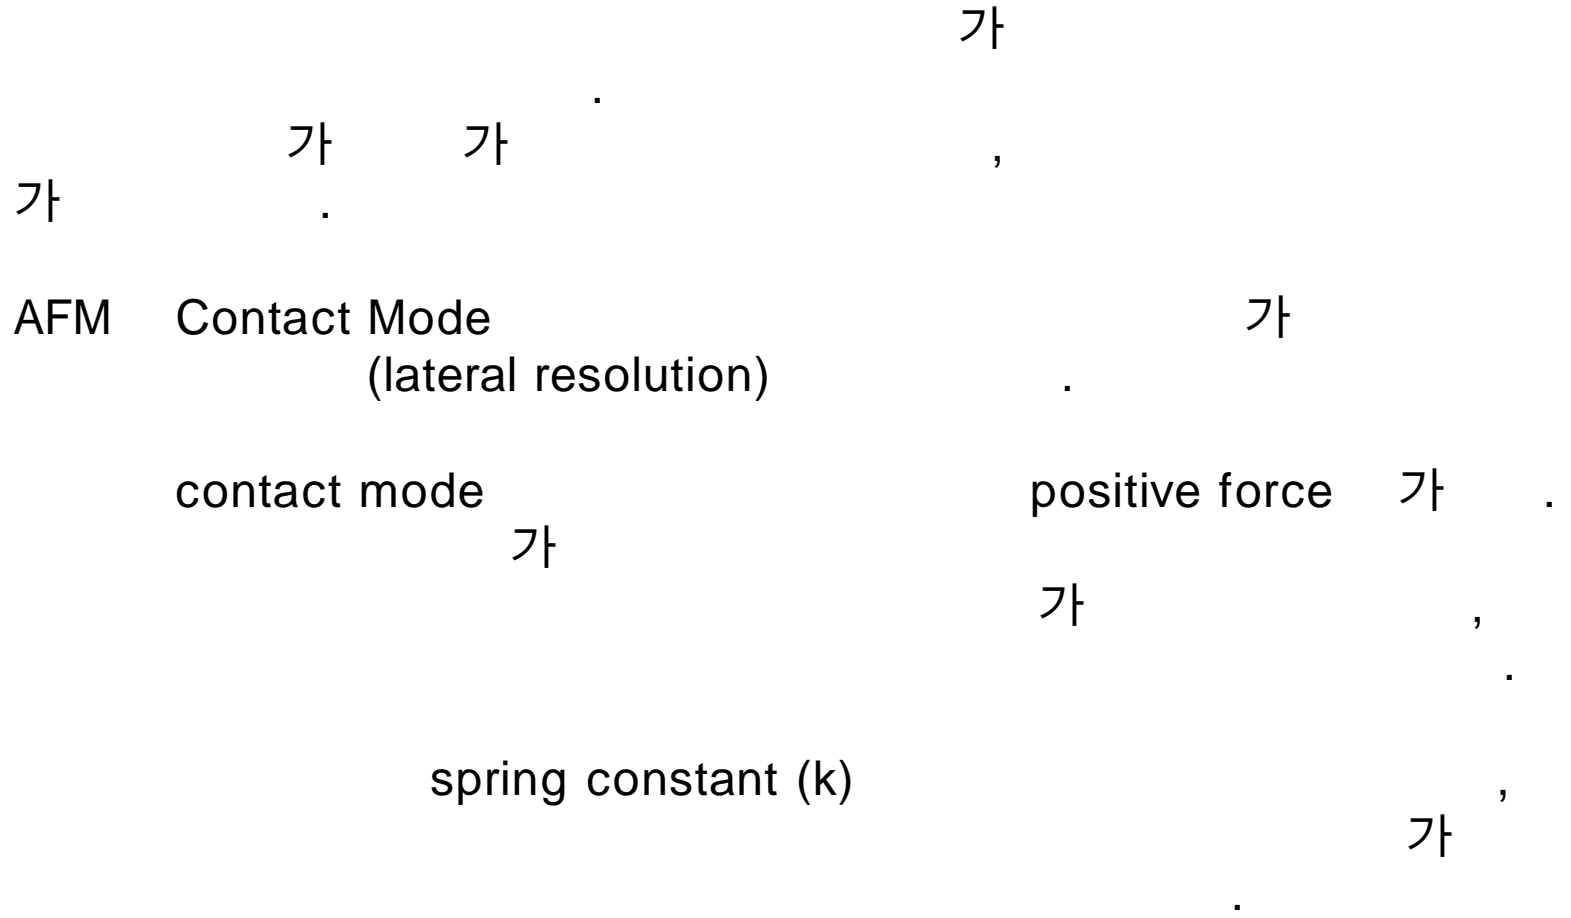 가
.
가 가 ,
가 .
AFM Contact Mode 가
(lateral resolution) .
contact mode positive force 가 .
가
가 ,
.
spring constant (k) ,
가
.